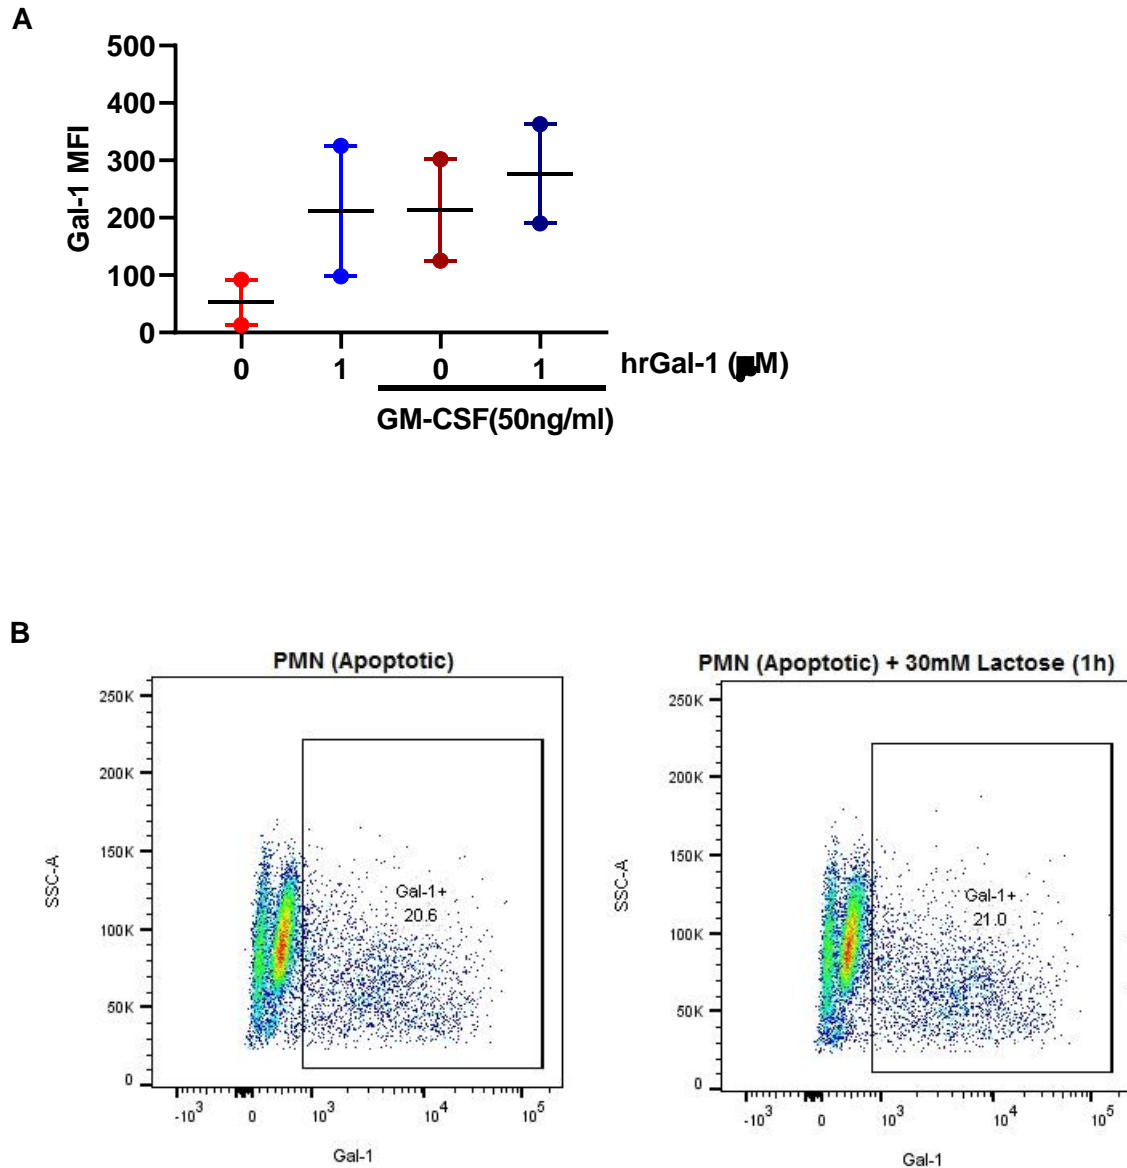 A
500
400
300
200
100
0
Gal-1 MFI
0 1 0 1 hrGal-1 (μM)
GM-CSF(50ng/ml)
B
PMN (Apoptotic)
250K
200K
150K
100K
50K
0
SSC-A
Gal-1+
20.6
-10³ 0 10³ 10⁴ 10⁵
Gal-1
PMN (Apoptotic) + 30mM Lactose (1h)
250K
200K
150K
100K
50K
0
SSC-A
Gal-1+
21.0
-10³ 0 10³ 10⁴ 10⁵
Gal-1